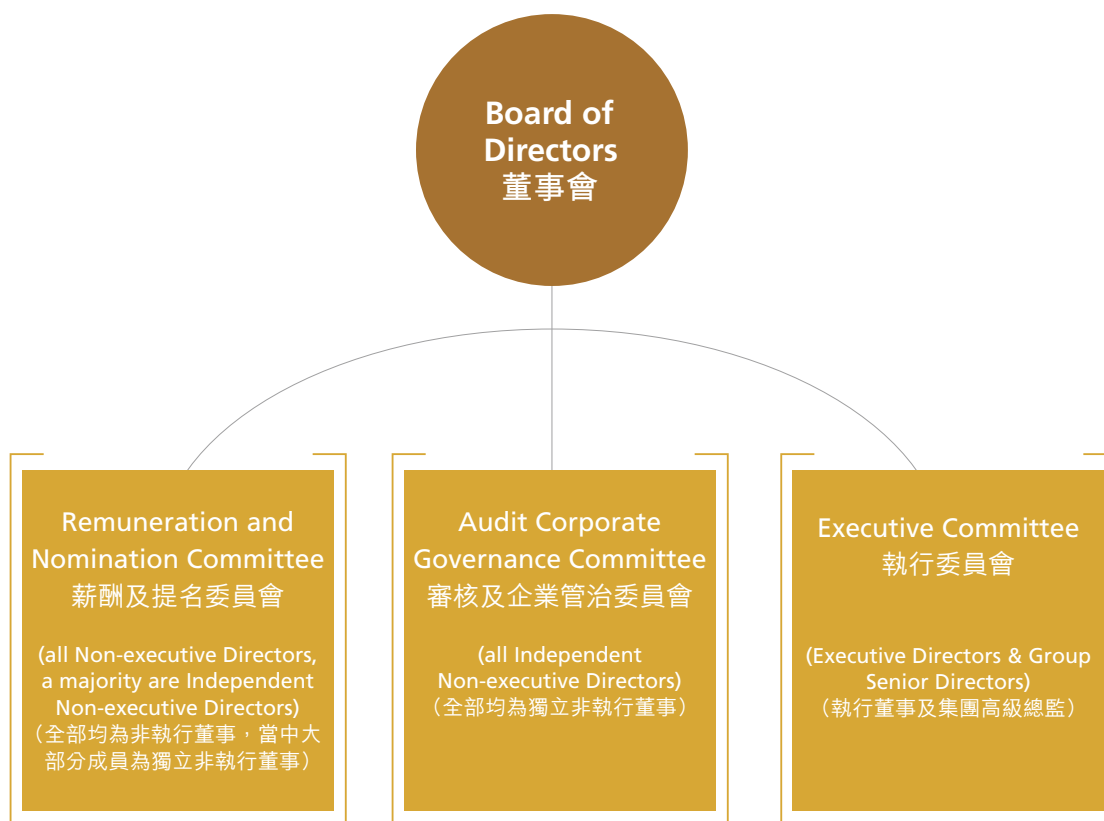 Board of
Directors
董事會
Remuneration and
Nomination Committee
薪酬及提名委員會
(all Non-executive Directors,
a majority are Independent
Non-executive Directors)
（全部均為非執行董事，當中大
部分成員為獨立非執行董事）
Audit Corporate
Governance Committee
審核及企業管治委員會
(all Independent
Non-executive Directors)
（全部均為獨立非執行董事）
Executive Committee
執行委員會
(Executive Directors & Group
Senior Directors)
（執行董事及集團高級總監）